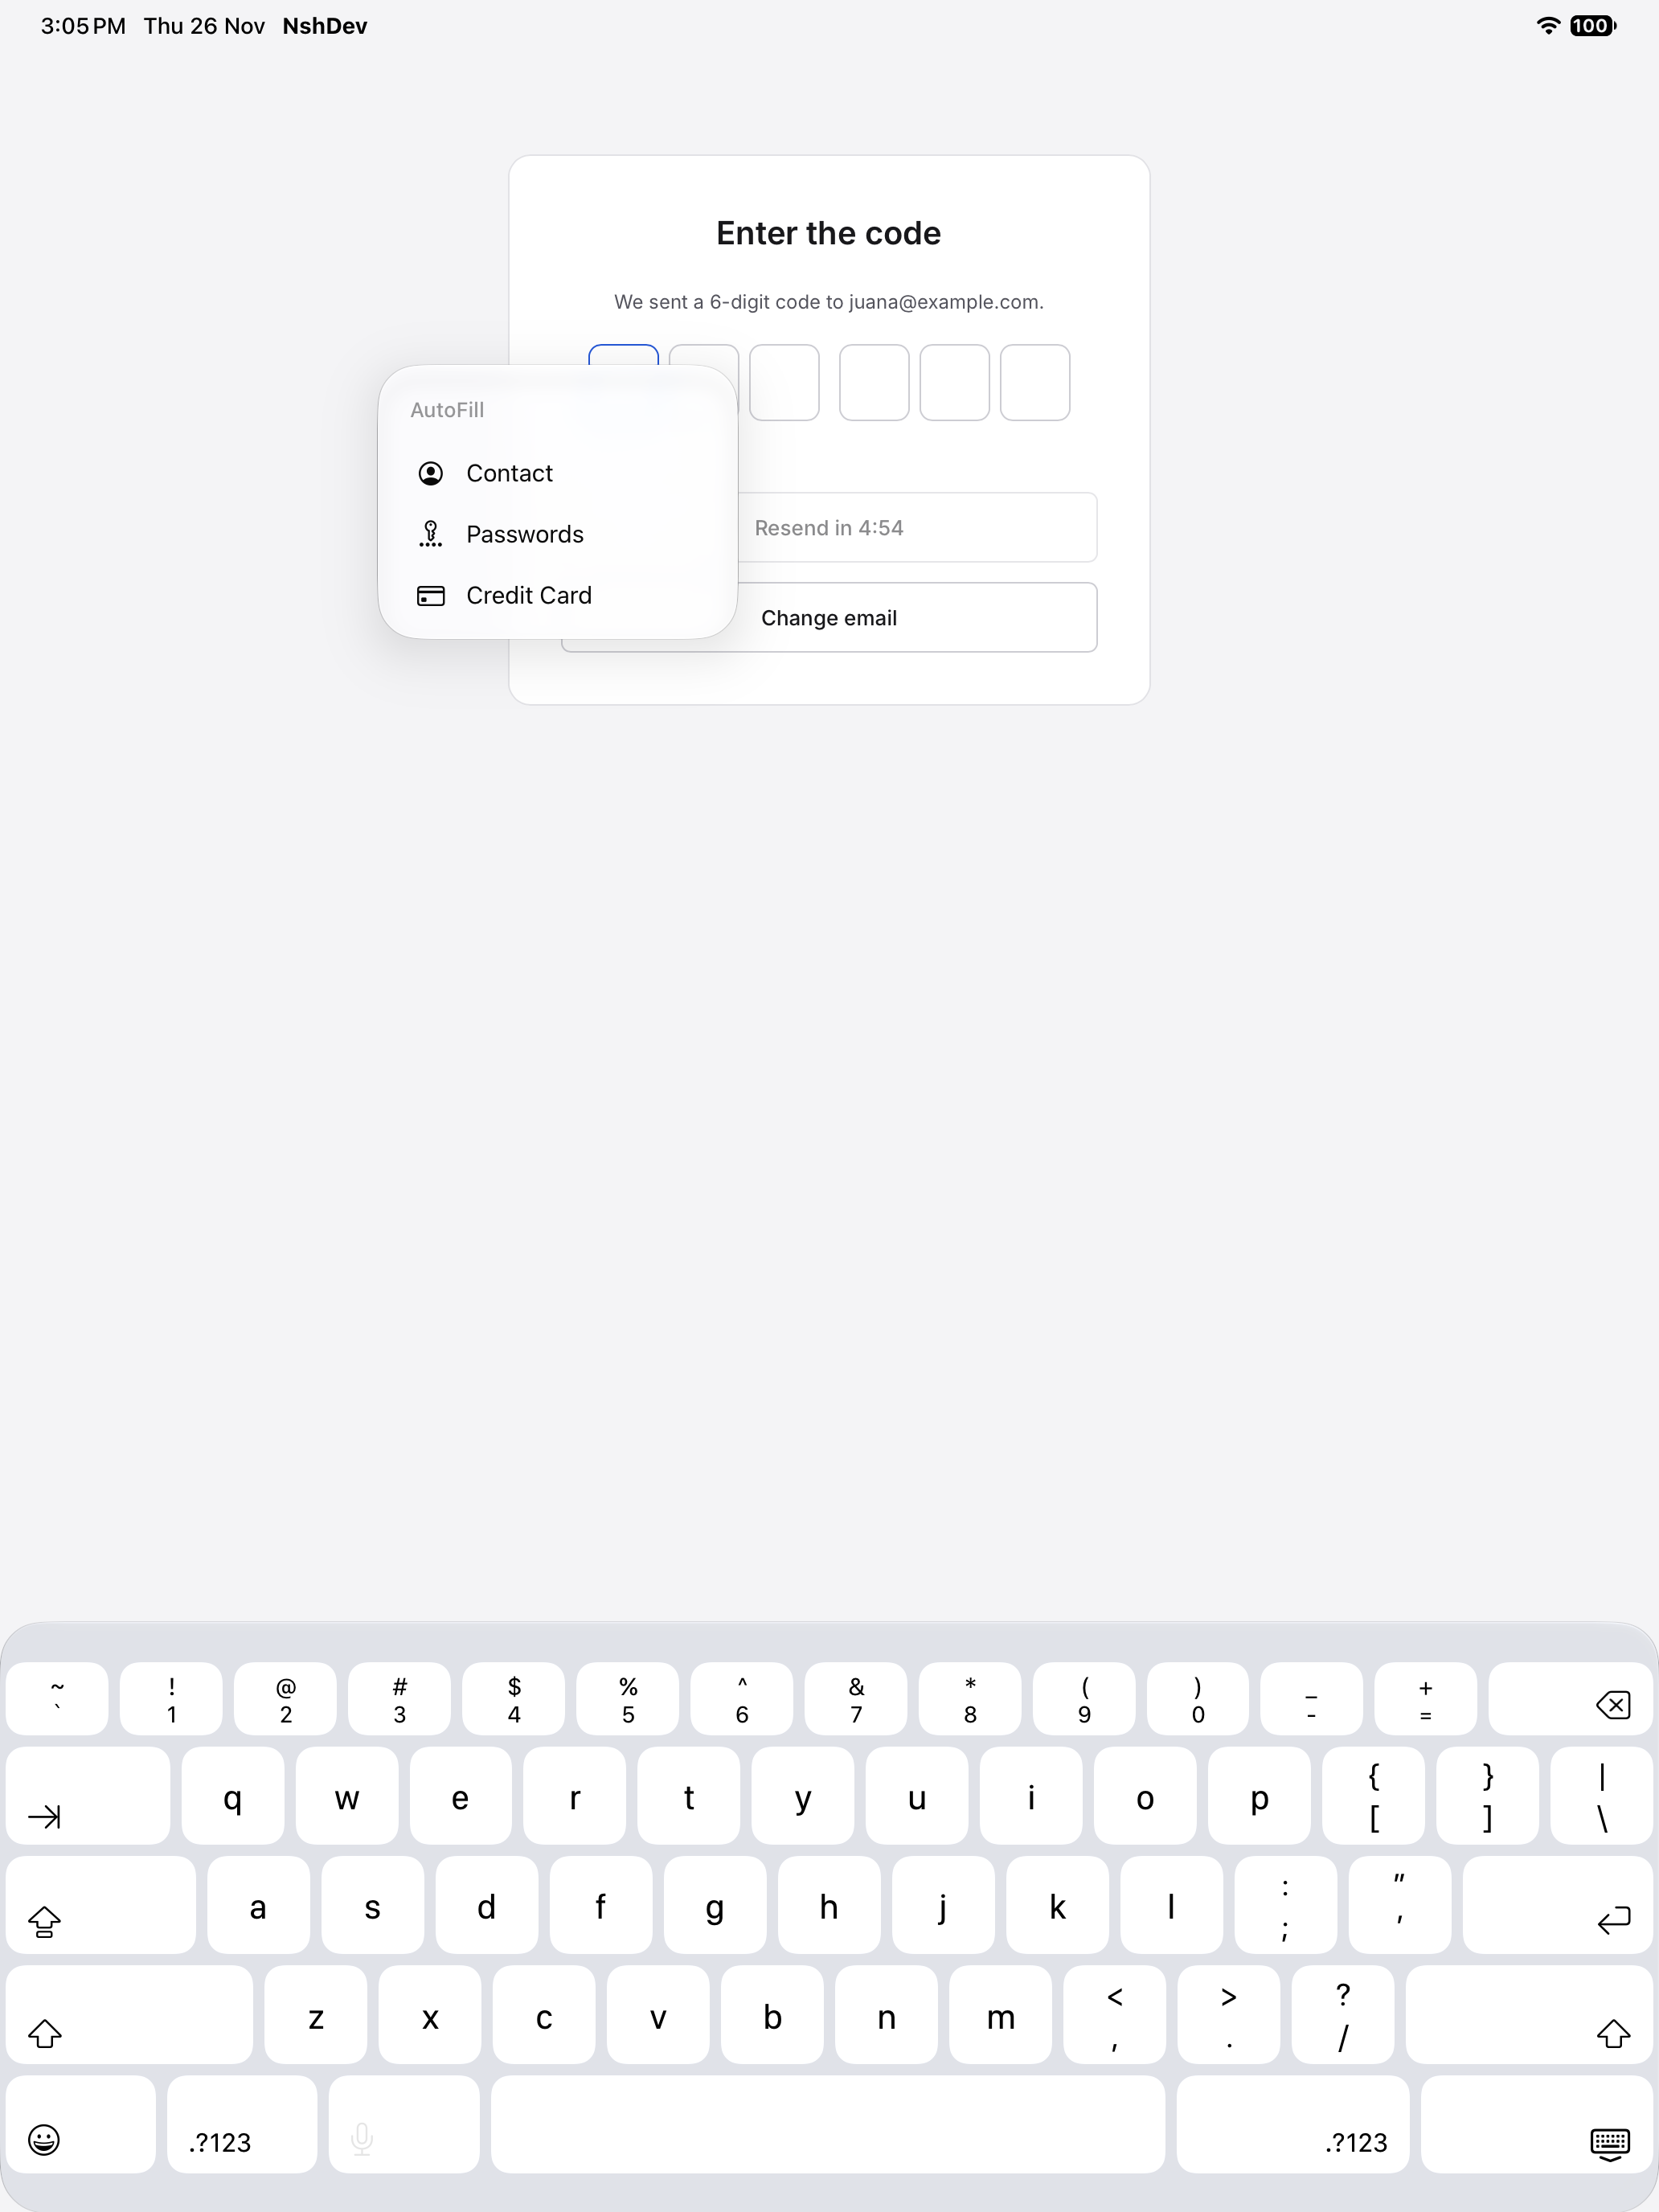 3:05 PM Thu 26 Nov NshDev
100
Enter the code
We sent a 6-digit code to juana@example.com.
AutoFill
Contact
Passwords
Credit Card
Resend in 4:54
Change email
~ ! @ # $ % ^ & * ( ) _ +
` 1 2 3 4 5 6 7 8 9 0 - =
q w e r t y u i o p { } |
[ ] \
a s d f g h j k l : "
; '
z x c v b n m < > ?
, . /
.?123 .?123